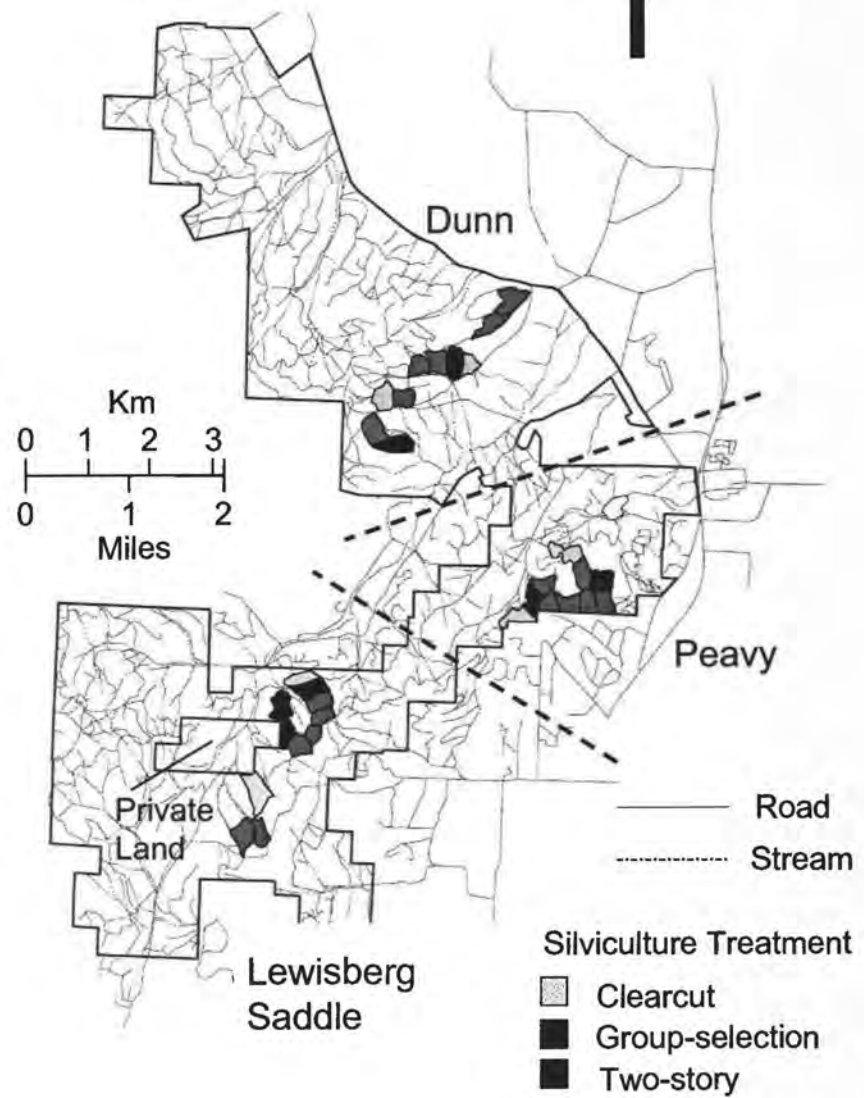 Dunn
Km
0 1 2 3
0 1 2
Miles
Peavy
Private
Land
Road
Stream
Lewisberg
Saddle
Silviculture Treatment
Clearcut
Group-selection
Two-story